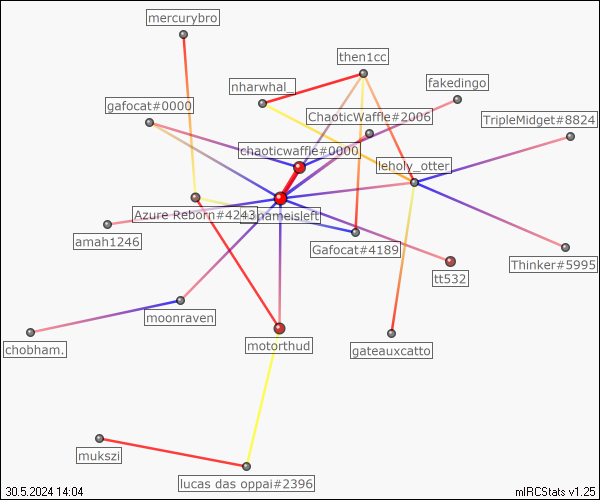 mercurybro
then1cc
nharwhal_
fakedingo
gafocat#0000
ChaoticWaffle#2006
TripleMidget#8824
chaoticwaffle#0000
leholy_otter
Azure Reborn#4243
nameisleft
amah1246
Gafocat#4189
Thinker#5995
tt532
moonraven
chobham.
motorthud
gateauxcatto
mukszi
lucas das oppai#2396
30.5.2024 14:04
mIRCStats v1.25